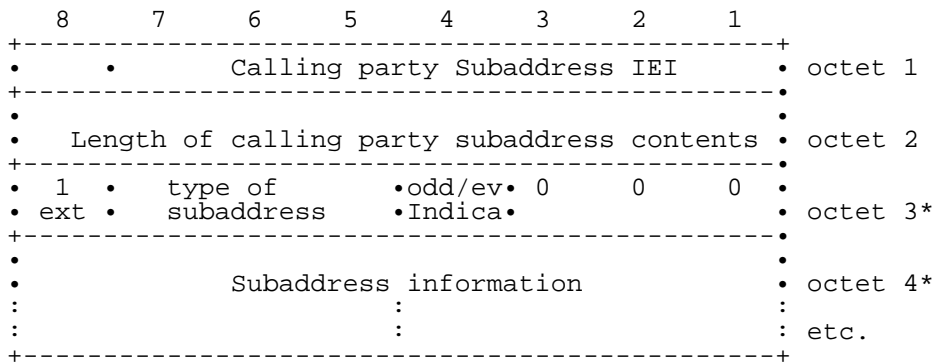 8 7 6 5 4 3 2 1
Calling party Subaddress IEI octet 1
Length of calling party subaddress contents octet 2
1 type of odd/ev 0 0 0
ext subaddress Indica octet 3*
Subaddress information octet 4*
: : :
: : : etc.